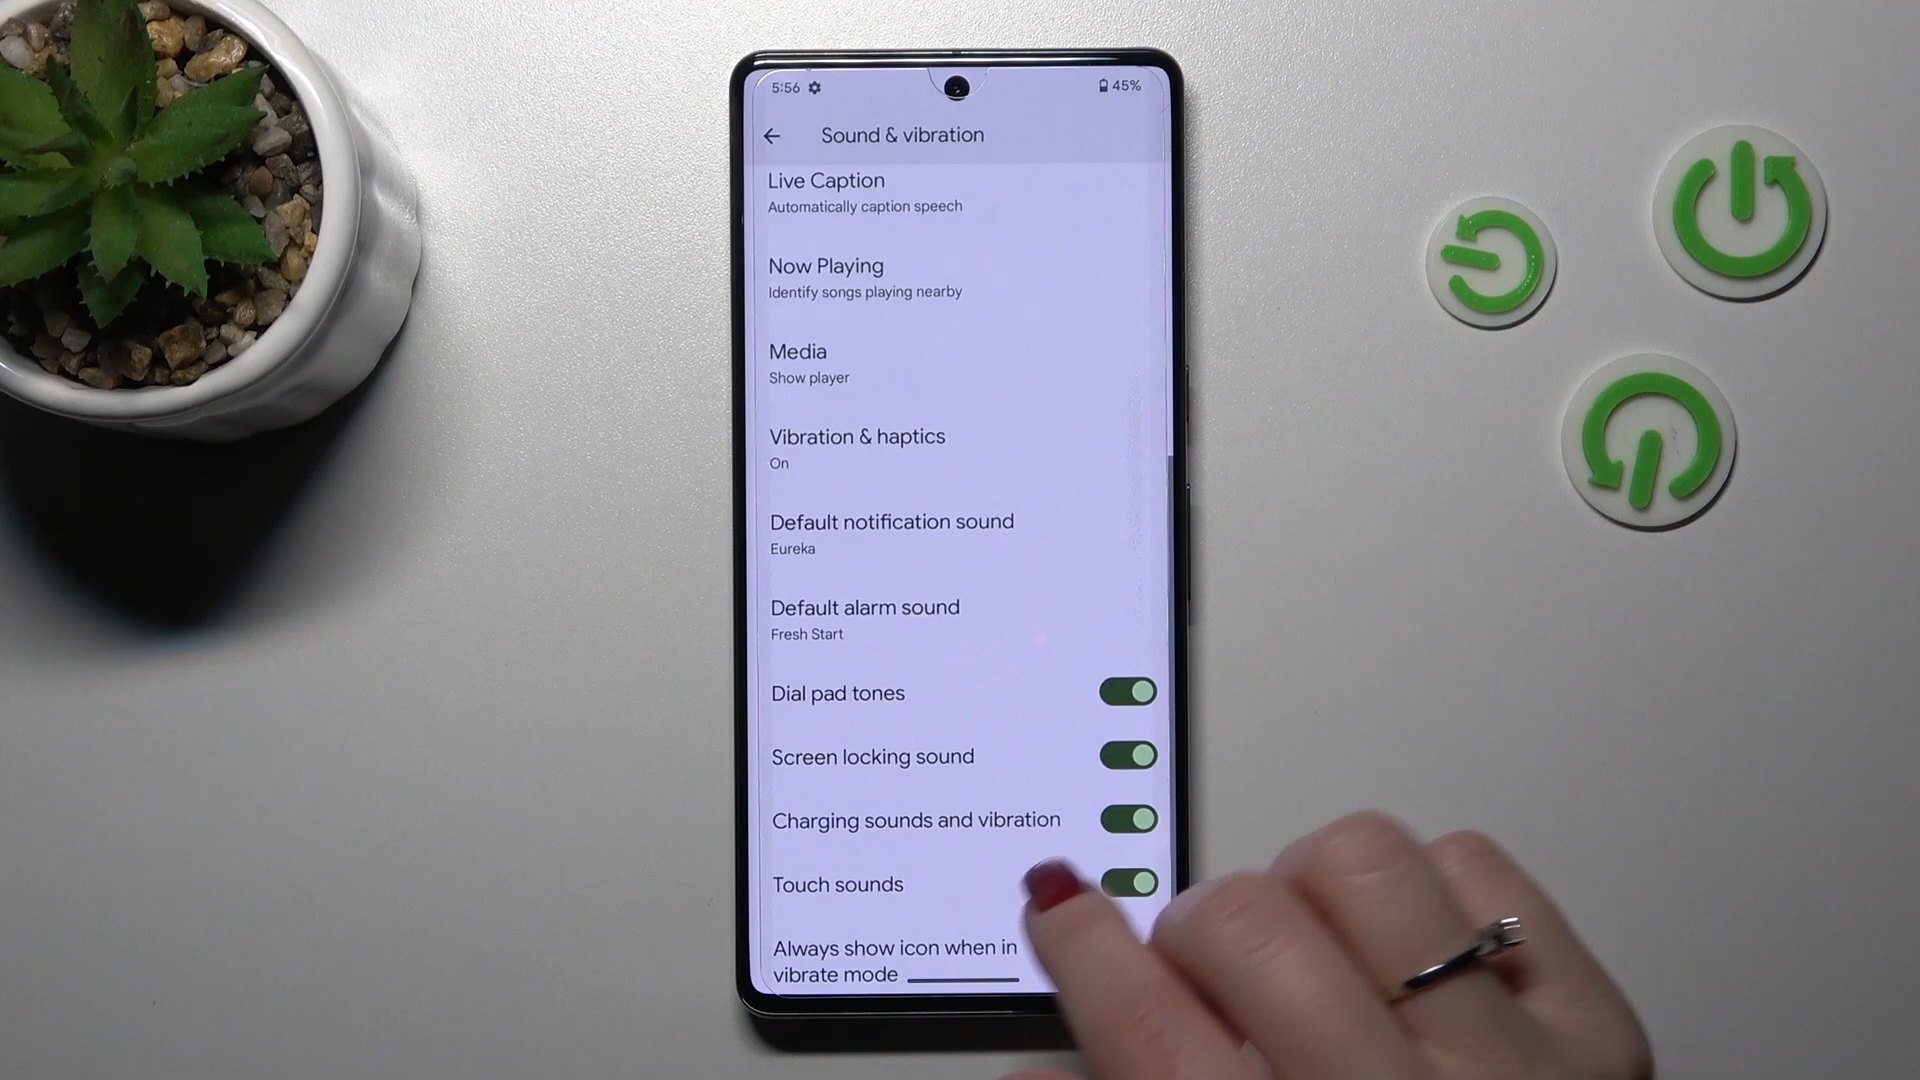 5:56
45%
Sound & vibration
Live Caption
Automatically caption speech
Now Playing
Identify songs playing nearby
Media
Show player
Vibration & haptics
On
Default notification sound
Eureka
Default alarm sound
Fresh Start
Dial pad tones
Screen locking sound
Charging sounds and vibration
Touch sounds
Always show icon when in
vibrate mode